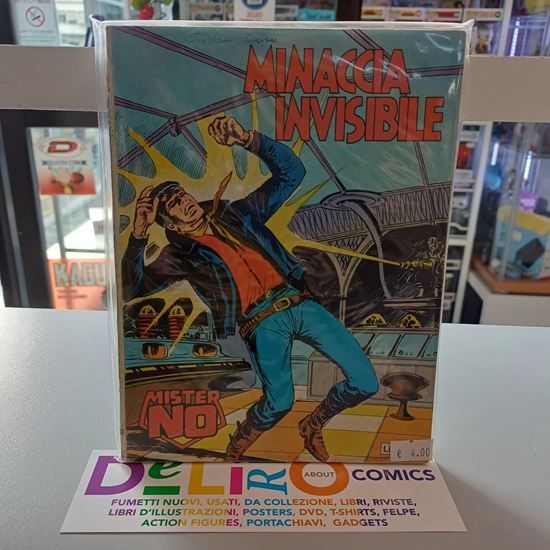 MINACCIA
INVISIBILE
MISTER
NO
€ 4.00
DeLiRiO ABOUT COMICS
FUMETTI NUOVI, USATI, DA COLLEZIONE, LIBRI, RIVISTE,
LIBRI D'ILLUSTRAZIONI, POSTERS, DVD, T-SHIRTS, FELPE,
ACTION FIGURES, PORTACHIAVI, GADGETS